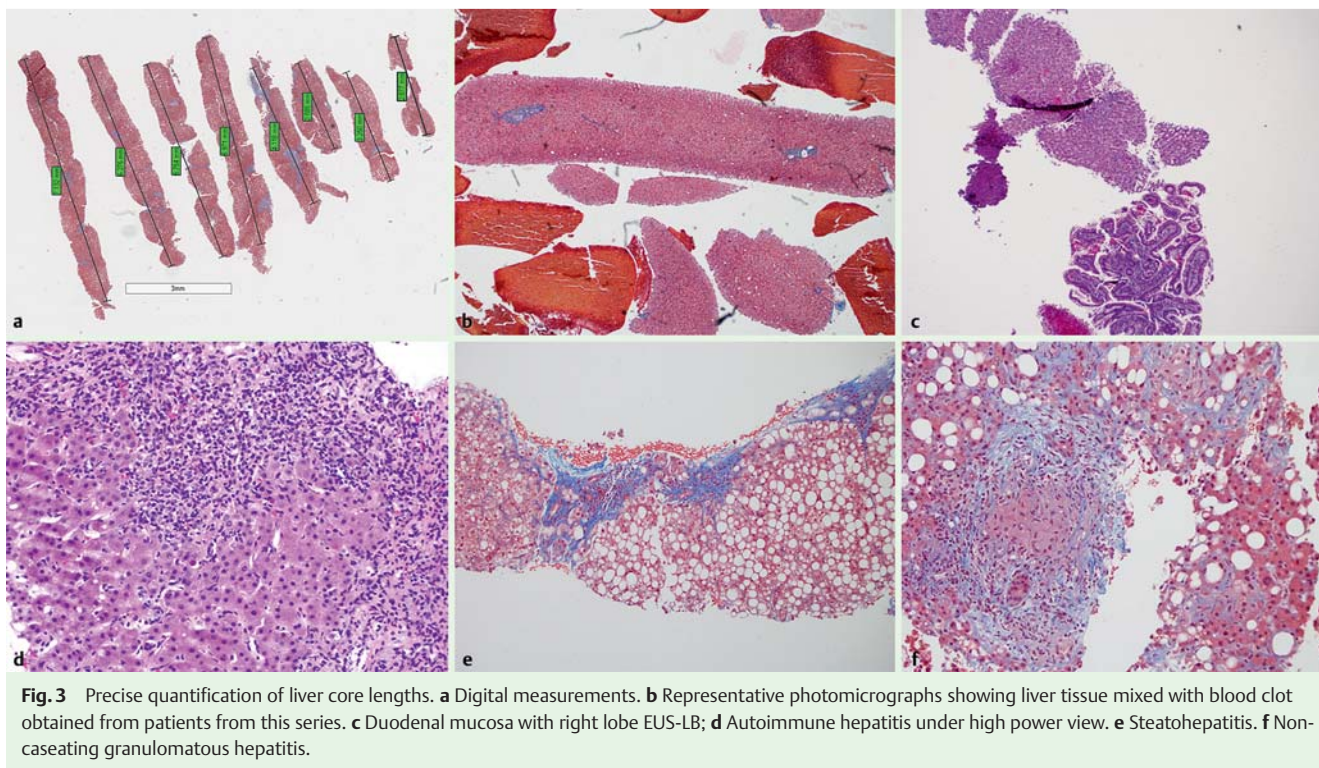 3mm
a
b
c
d
e
f
Fig. 3 Precise quantification of liver core lengths. a Digital measurements. b Representative photomicrographs showing liver tissue mixed with blood clot
obtained from patients from this series. c Duodenal mucosa with right lobe EUS-LB; d Autoimmune hepatitis under high power view. e Steatohepatitis. f Non-
caseating granulomatous hepatitis.